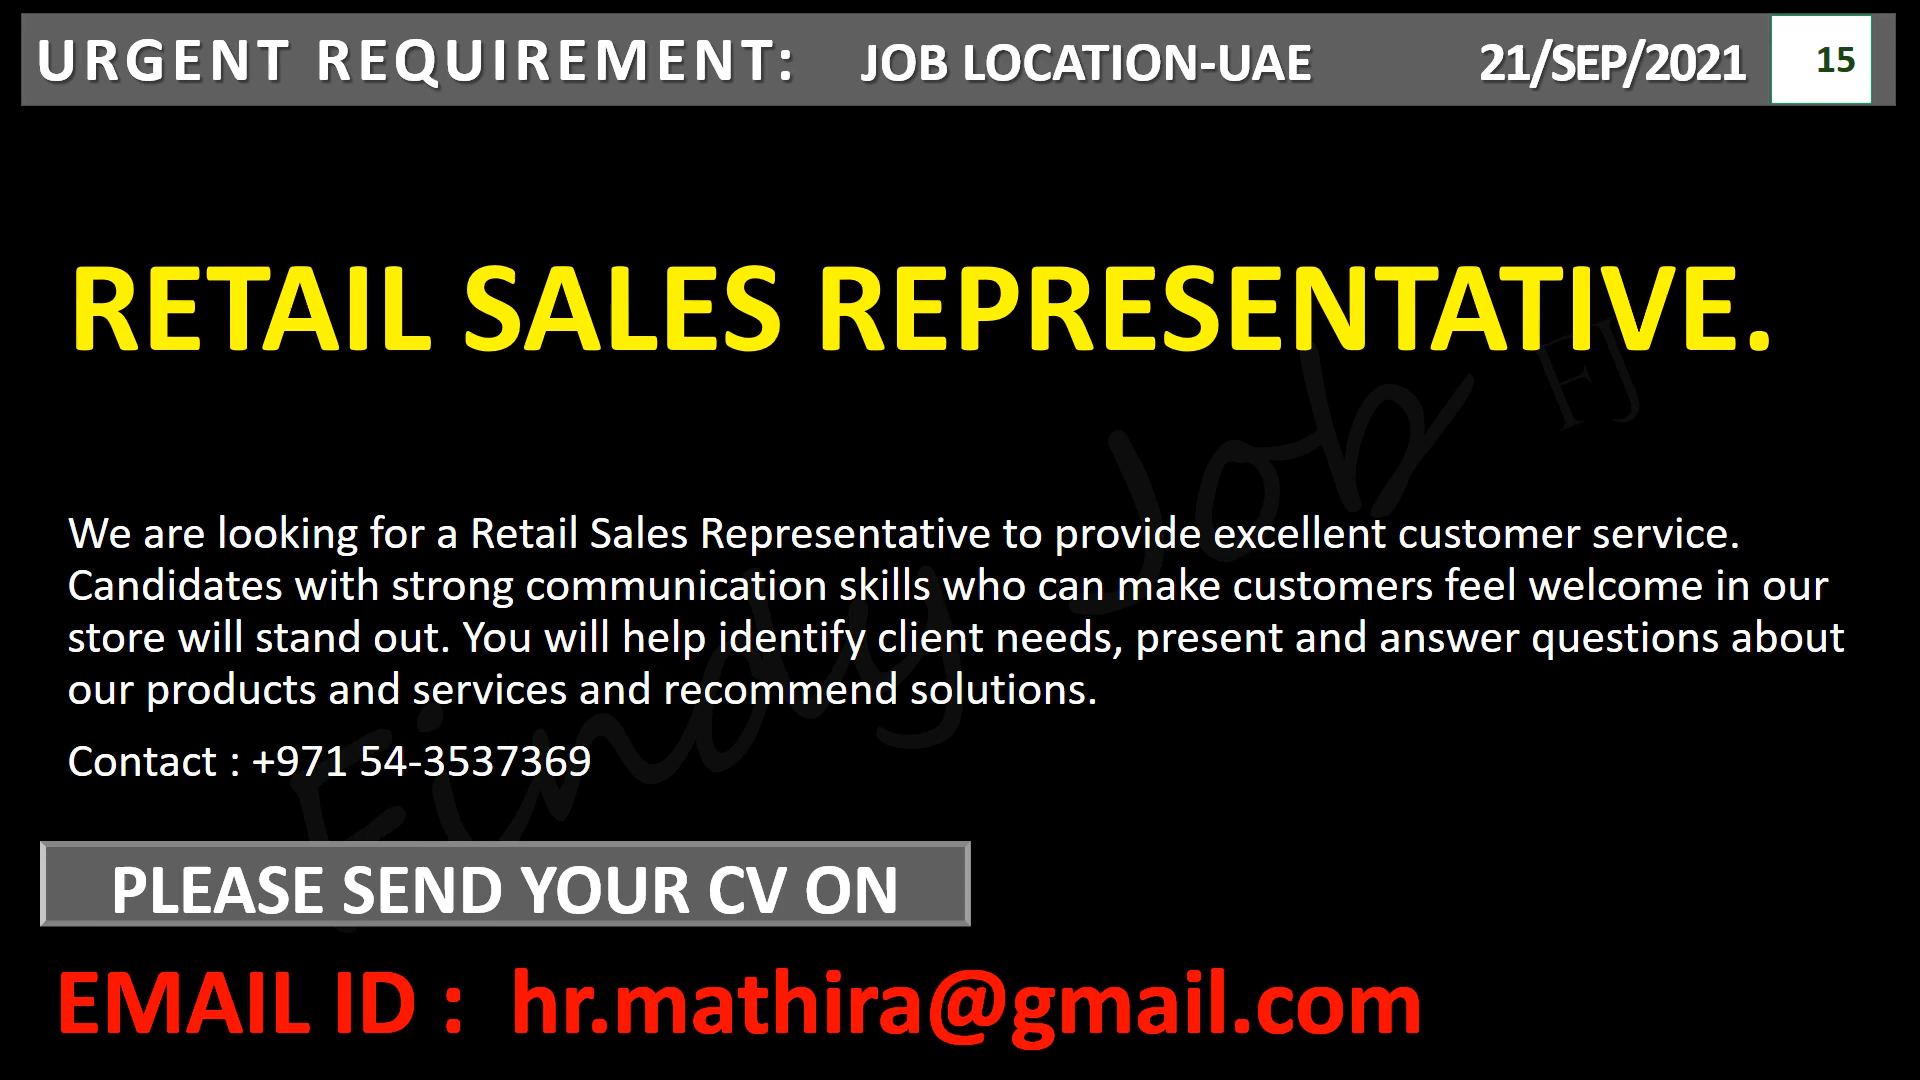 URGENT REQUIREMENT: JOB LOCATION-UAE 21/SEP/2021 15
RETAIL SALES REPRESENTATIVE.
We are looking for a Retail Sales Representative to provide excellent customer service.
Candidates with strong communication skills who can make customers feel welcome in our
store will stand out. You will help identify client needs, present and answer questions about
our products and services and recommend solutions.
Contact : +971 54-3537369
PLEASE SEND YOUR CV ON
EMAIL ID : hr.mathira@gmail.com
Findy Job FJ